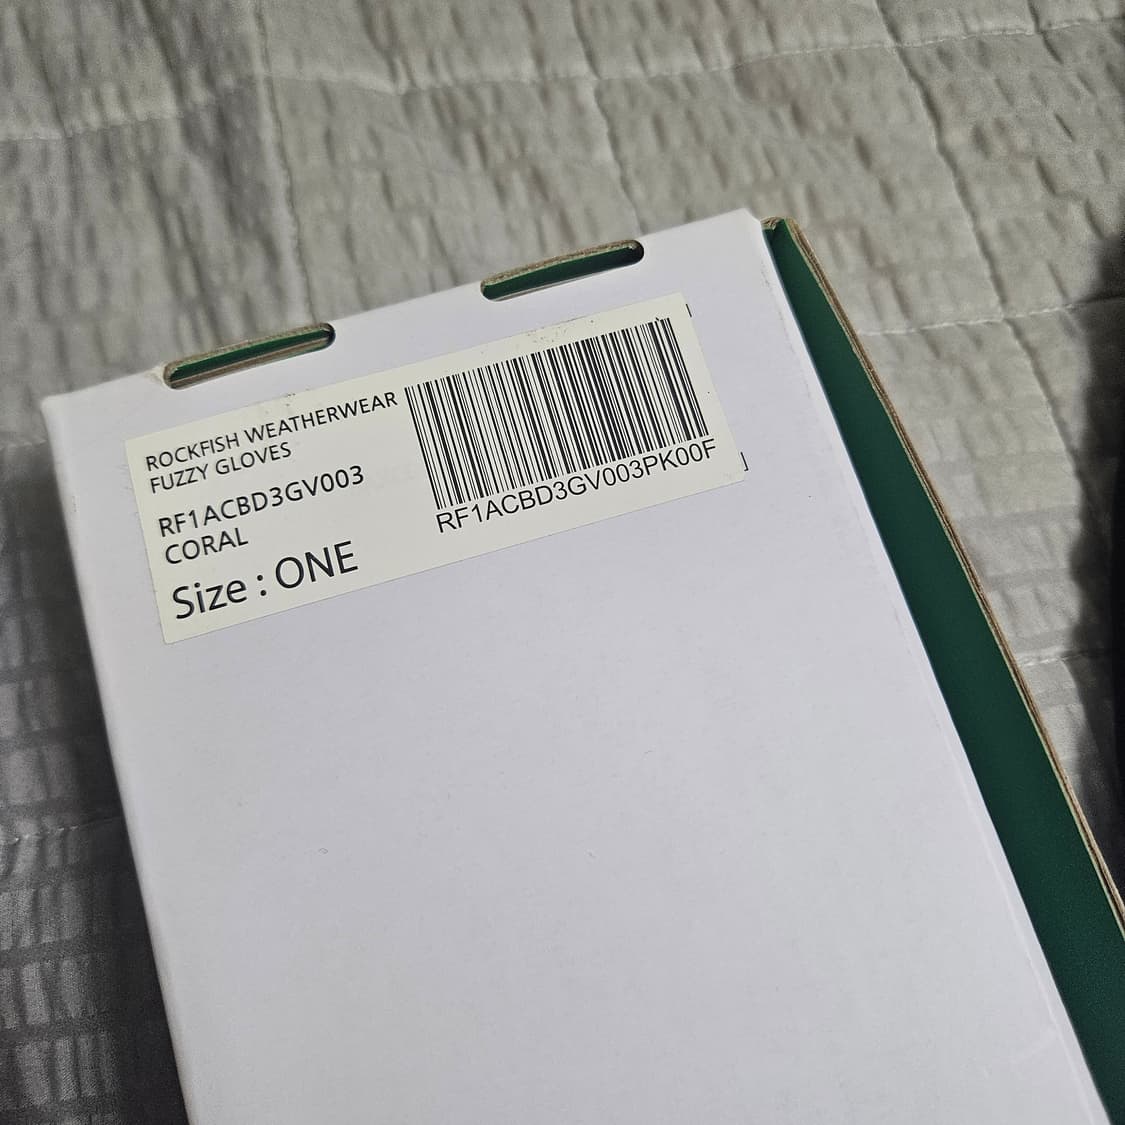 ROCKFISH WEATHERWEAR
FUZZY GLOVES
RF1ACBD3GV003
CORAL
Size : ONE
RF1ACBD3GV003PK00F